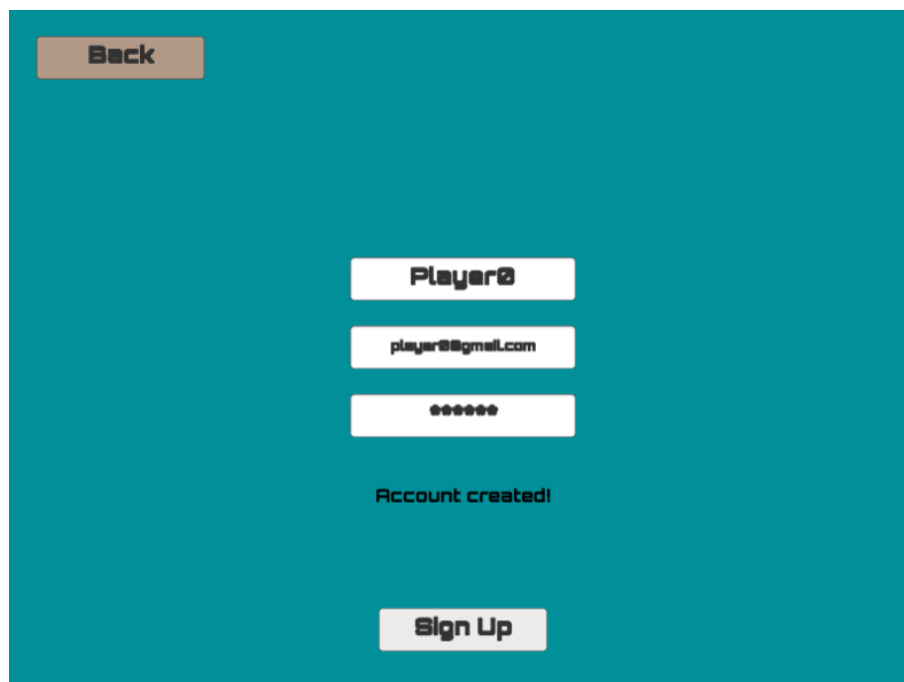 Back
Player0
player0@gmail.com
******
Account created!
Sign Up